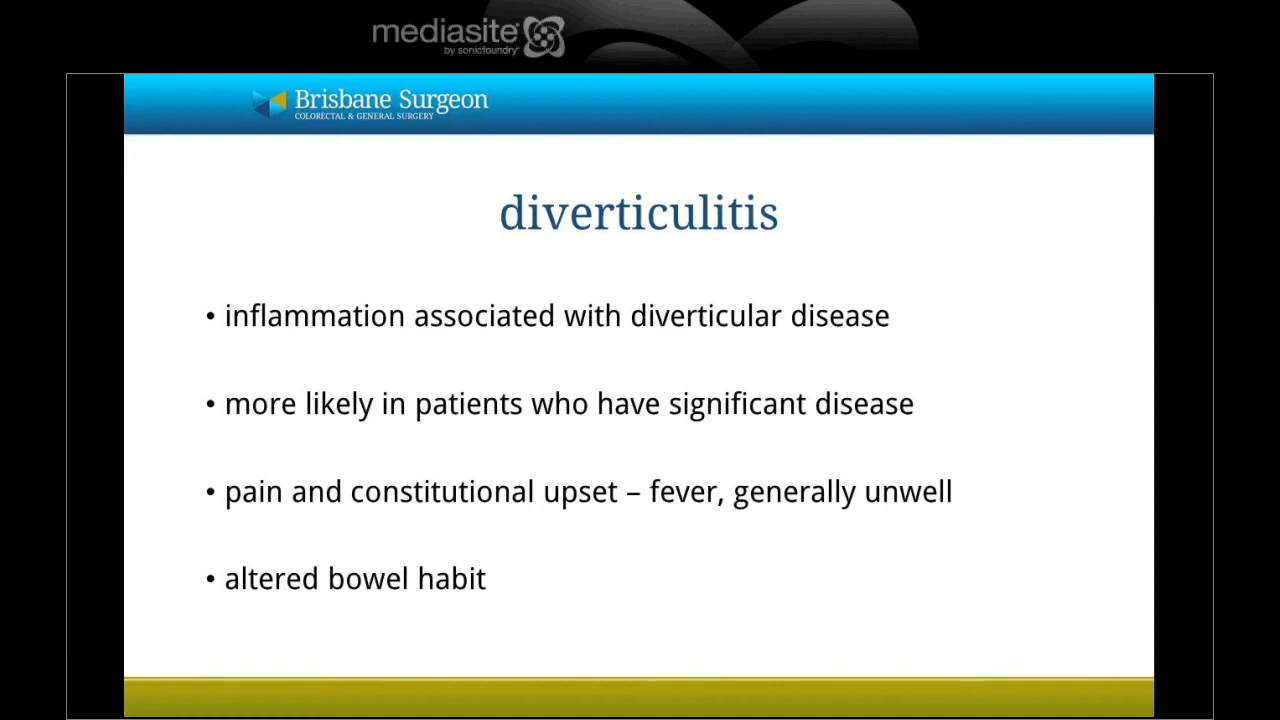 mediasite
by sonicfoundry
Brisbane Surgeon
COLORECTAL & GENERAL SURGERY
diverticulitis
• inflammation associated with diverticular disease
• more likely in patients who have significant disease
• pain and constitutional upset – fever, generally unwell
• altered bowel habit